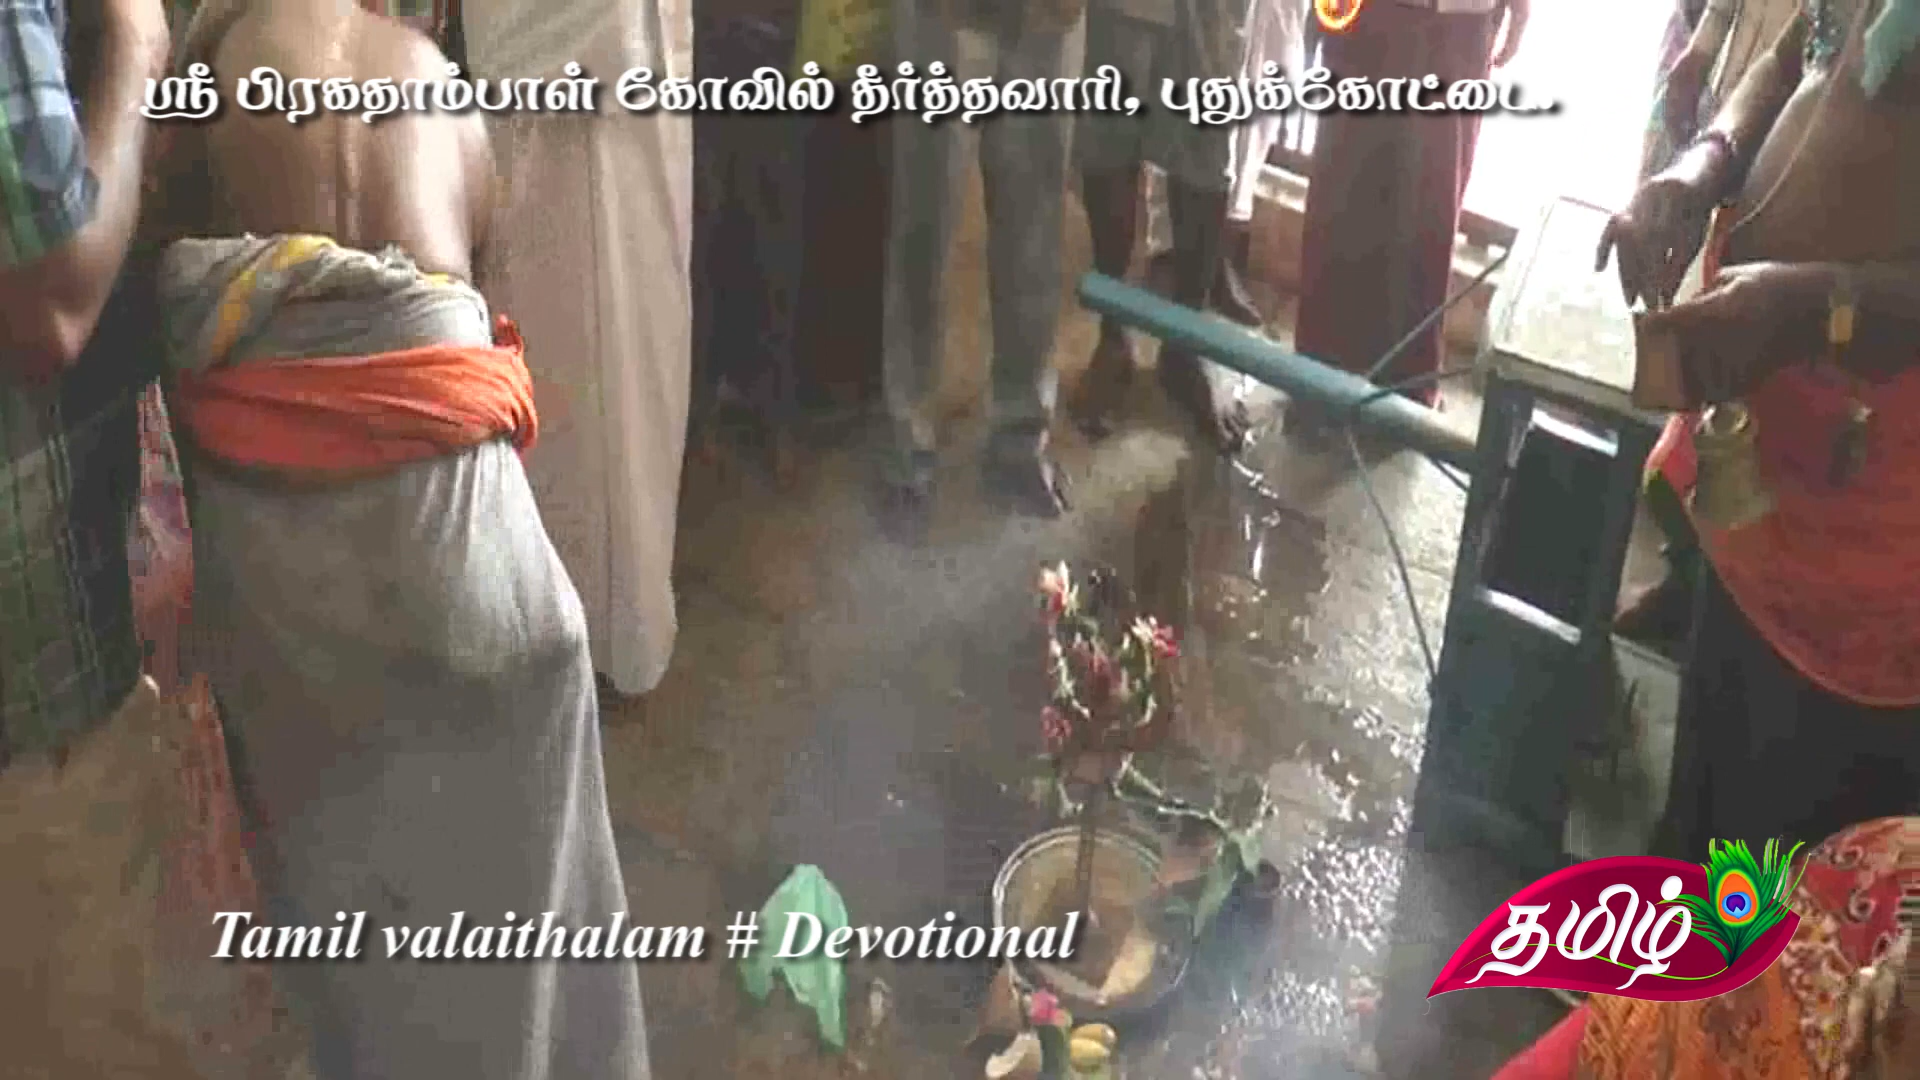 ஸ்ரீ பிரகதாம்பாள் கோவில் தீர்த்தவாரி, புதுக்கோட்டை.
Tamil valaithalam # Devotional
தமிழ்